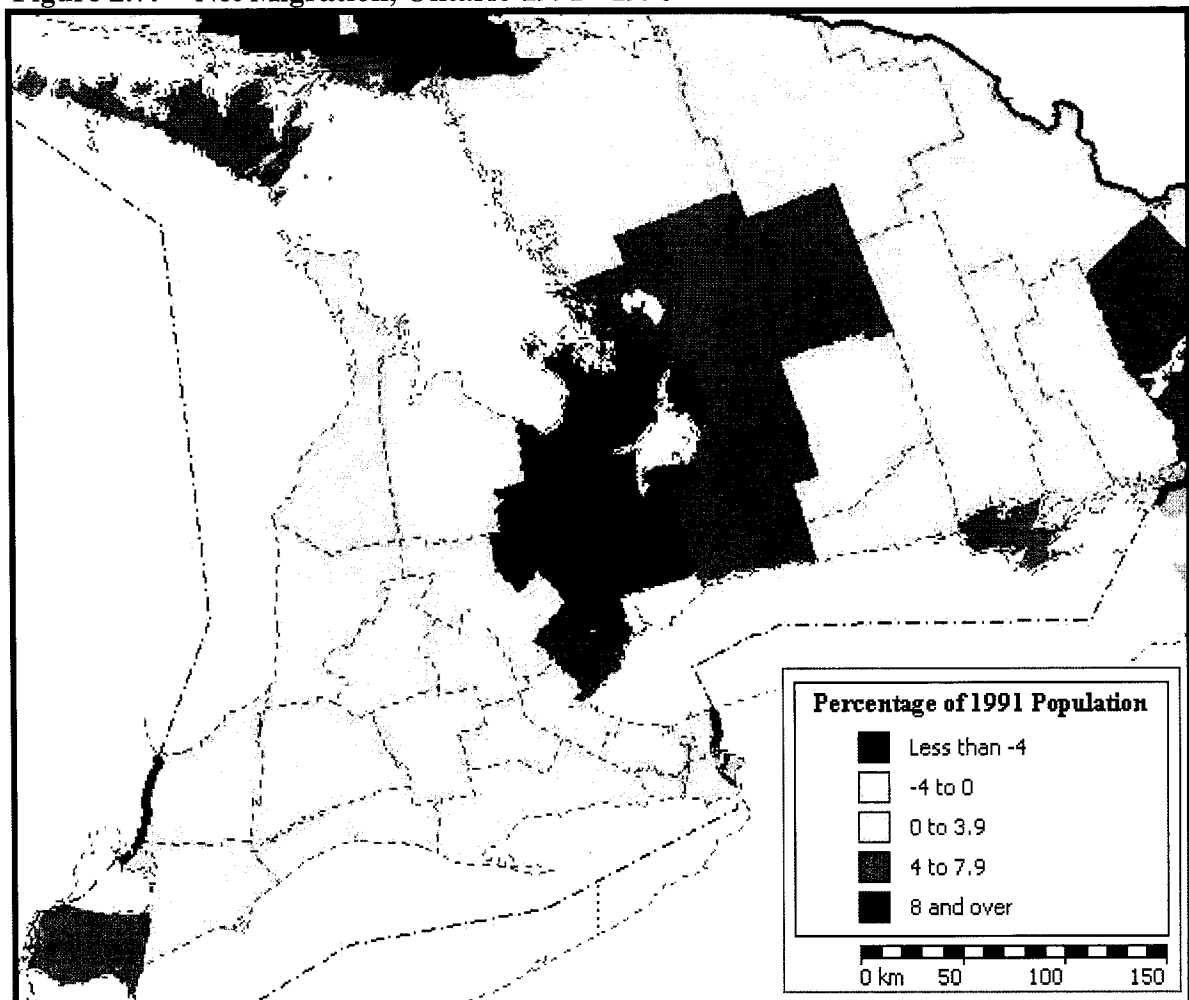 Percentage of 1991 Population
Less than -4
-4 to 0
0 to 3.9
4 to 7.9
8 and over
0 km 50 100 150